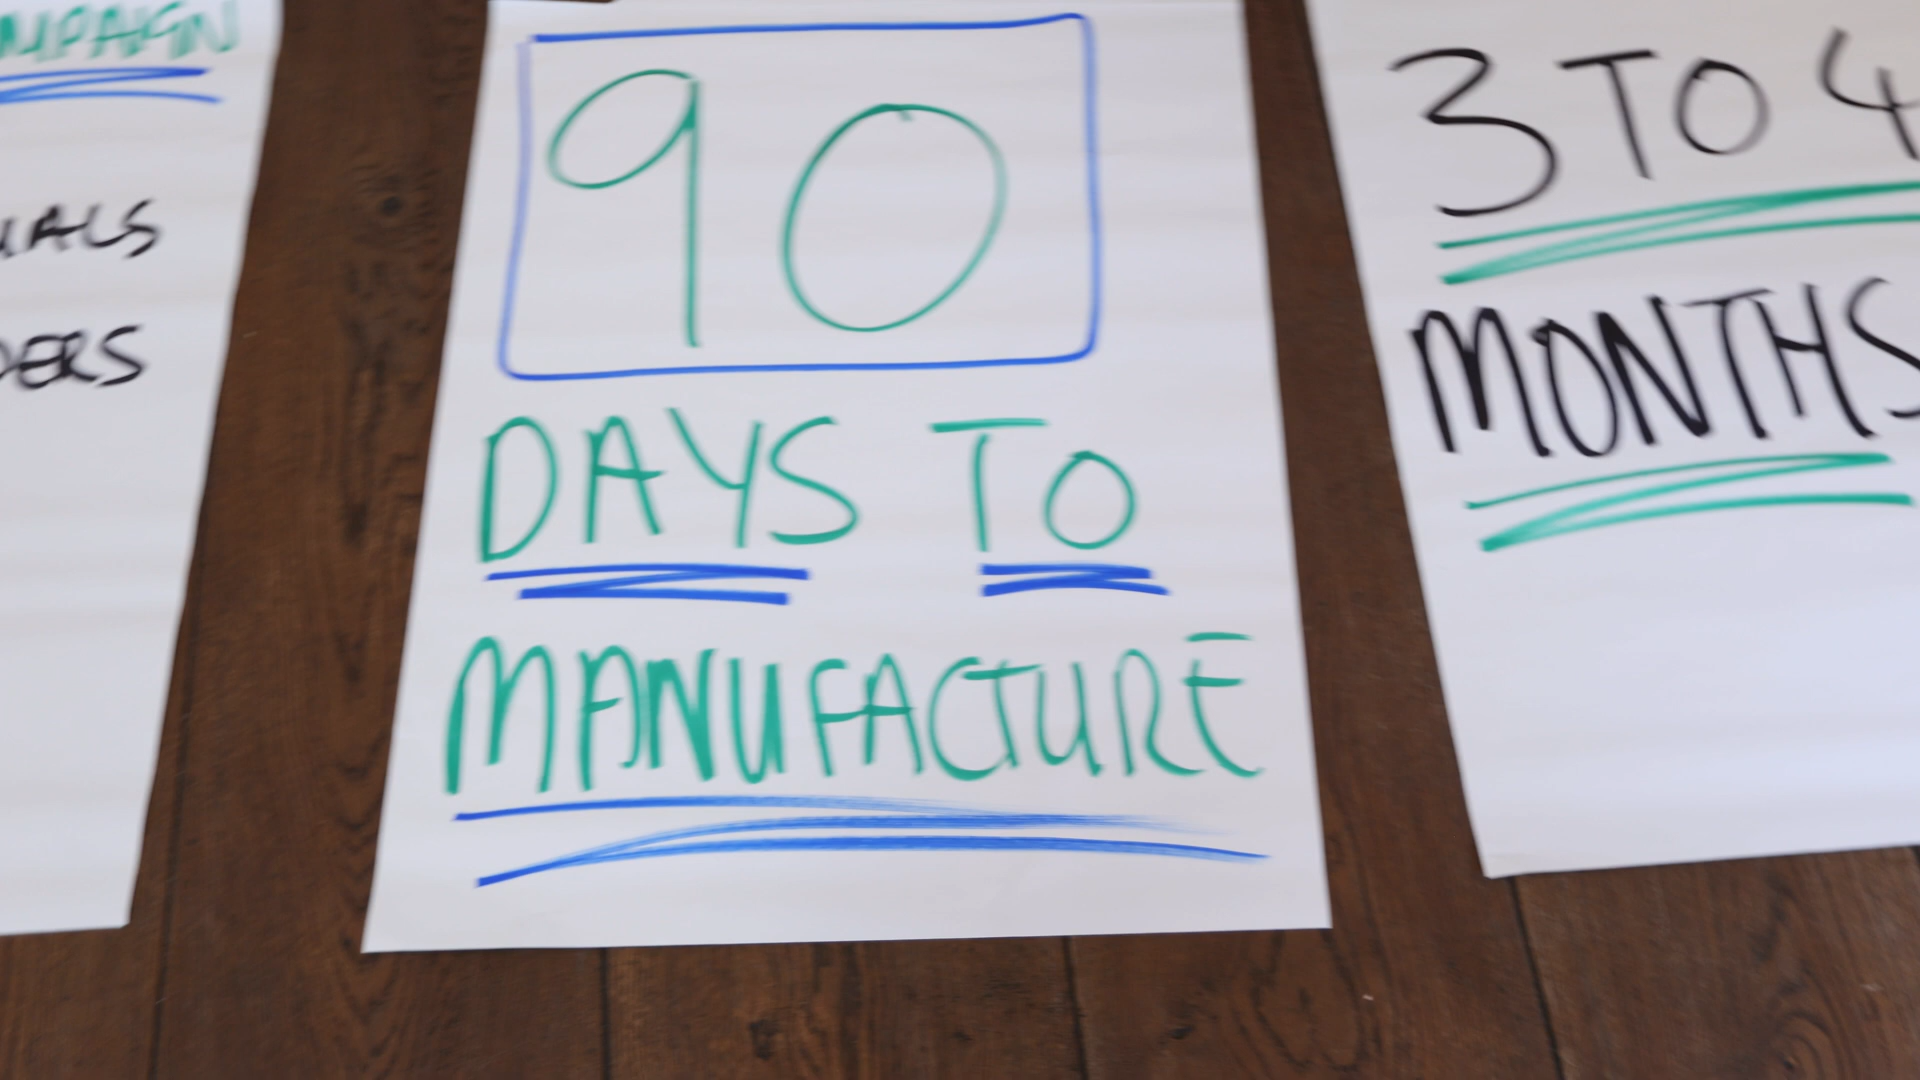 90
DAYS TO
MANUFACTURE
3 TO 4
MONTHS